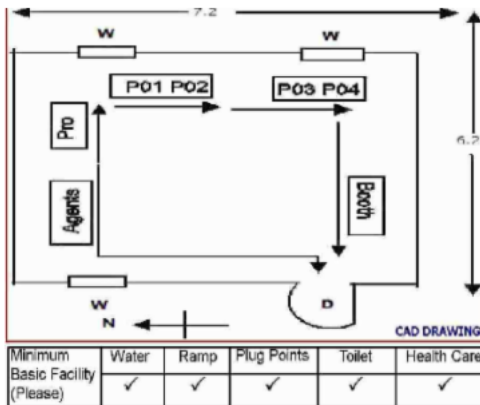 7.2
W W
P01 P02 P03 P04
6.2
Pro
Agents Booth
W D
N
CAD DRAWING
Minimum Basic Facility (Please) Water Ramp Plug Points Toilet Health Care
✓ ✓ ✓ ✓ ✓